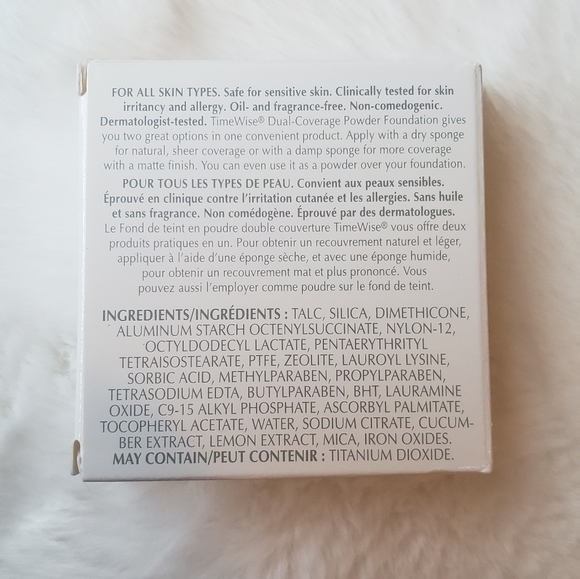 FOR ALL SKIN TYPES. Safe for sensitive skin. Clinically tested for skin
irritancy and allergy. Oil- and fragrance-free. Non-comedogenic.
Dermatologist-tested. TimeWise® Dual-Coverage Powder Foundation gives
you two great options in one convenient product. Apply with a dry sponge
for natural, sheer coverage or with a damp sponge for more coverage
with a matte finish. You can even use it as a powder over your foundation.
POUR TOUS LES TYPES DE PEAU. Convient aux peaux sensibles.
Éprouvé en clinique contre l'irritation cutanée et les allergies. Sans huile
et sans fragrance. Non comédogène. Éprouvé par des dermatologues.
Le Fond de teint en poudre double couverture TimeWise® vous offre deux
produits pratiques en un. Pour obtenir un recouvrement naturel et léger,
appliquer à l'aide d'une éponge sèche, et avec une éponge humide,
pour obtenir un recouvrement mat et plus prononcé. Vous
pouvez aussi l'employer comme poudre sur le fond de teint.
INGREDIENTS/INGRÉDIENTS : TALC, SILICA, DIMETHICONE,
ALUMINUM STARCH OCTENYLSUCCINATE, NYLON-12,
OCTYLDODECYL LACTATE, PENTAERYTHRITYL
TETRAISOSTEARATE, PTFE, ZEOLITE, LAUROYL LYSINE,
SORBIC ACID, METHYLPARABEN, PROPYLPARABEN,
TETRASODIUM EDTA, BUTYLPARABEN, BHT, LAURAMINE
OXIDE, C9-15 ALKYL PHOSPHATE, ASCORBYL PALMITATE,
TOCOPHERYL ACETATE, WATER, SODIUM CITRATE, CUCUM-
BER EXTRACT, LEMON EXTRACT, MICA, IRON OXIDES.
MAY CONTAIN/PEUT CONTENIR : TITANIUM DIOXIDE.